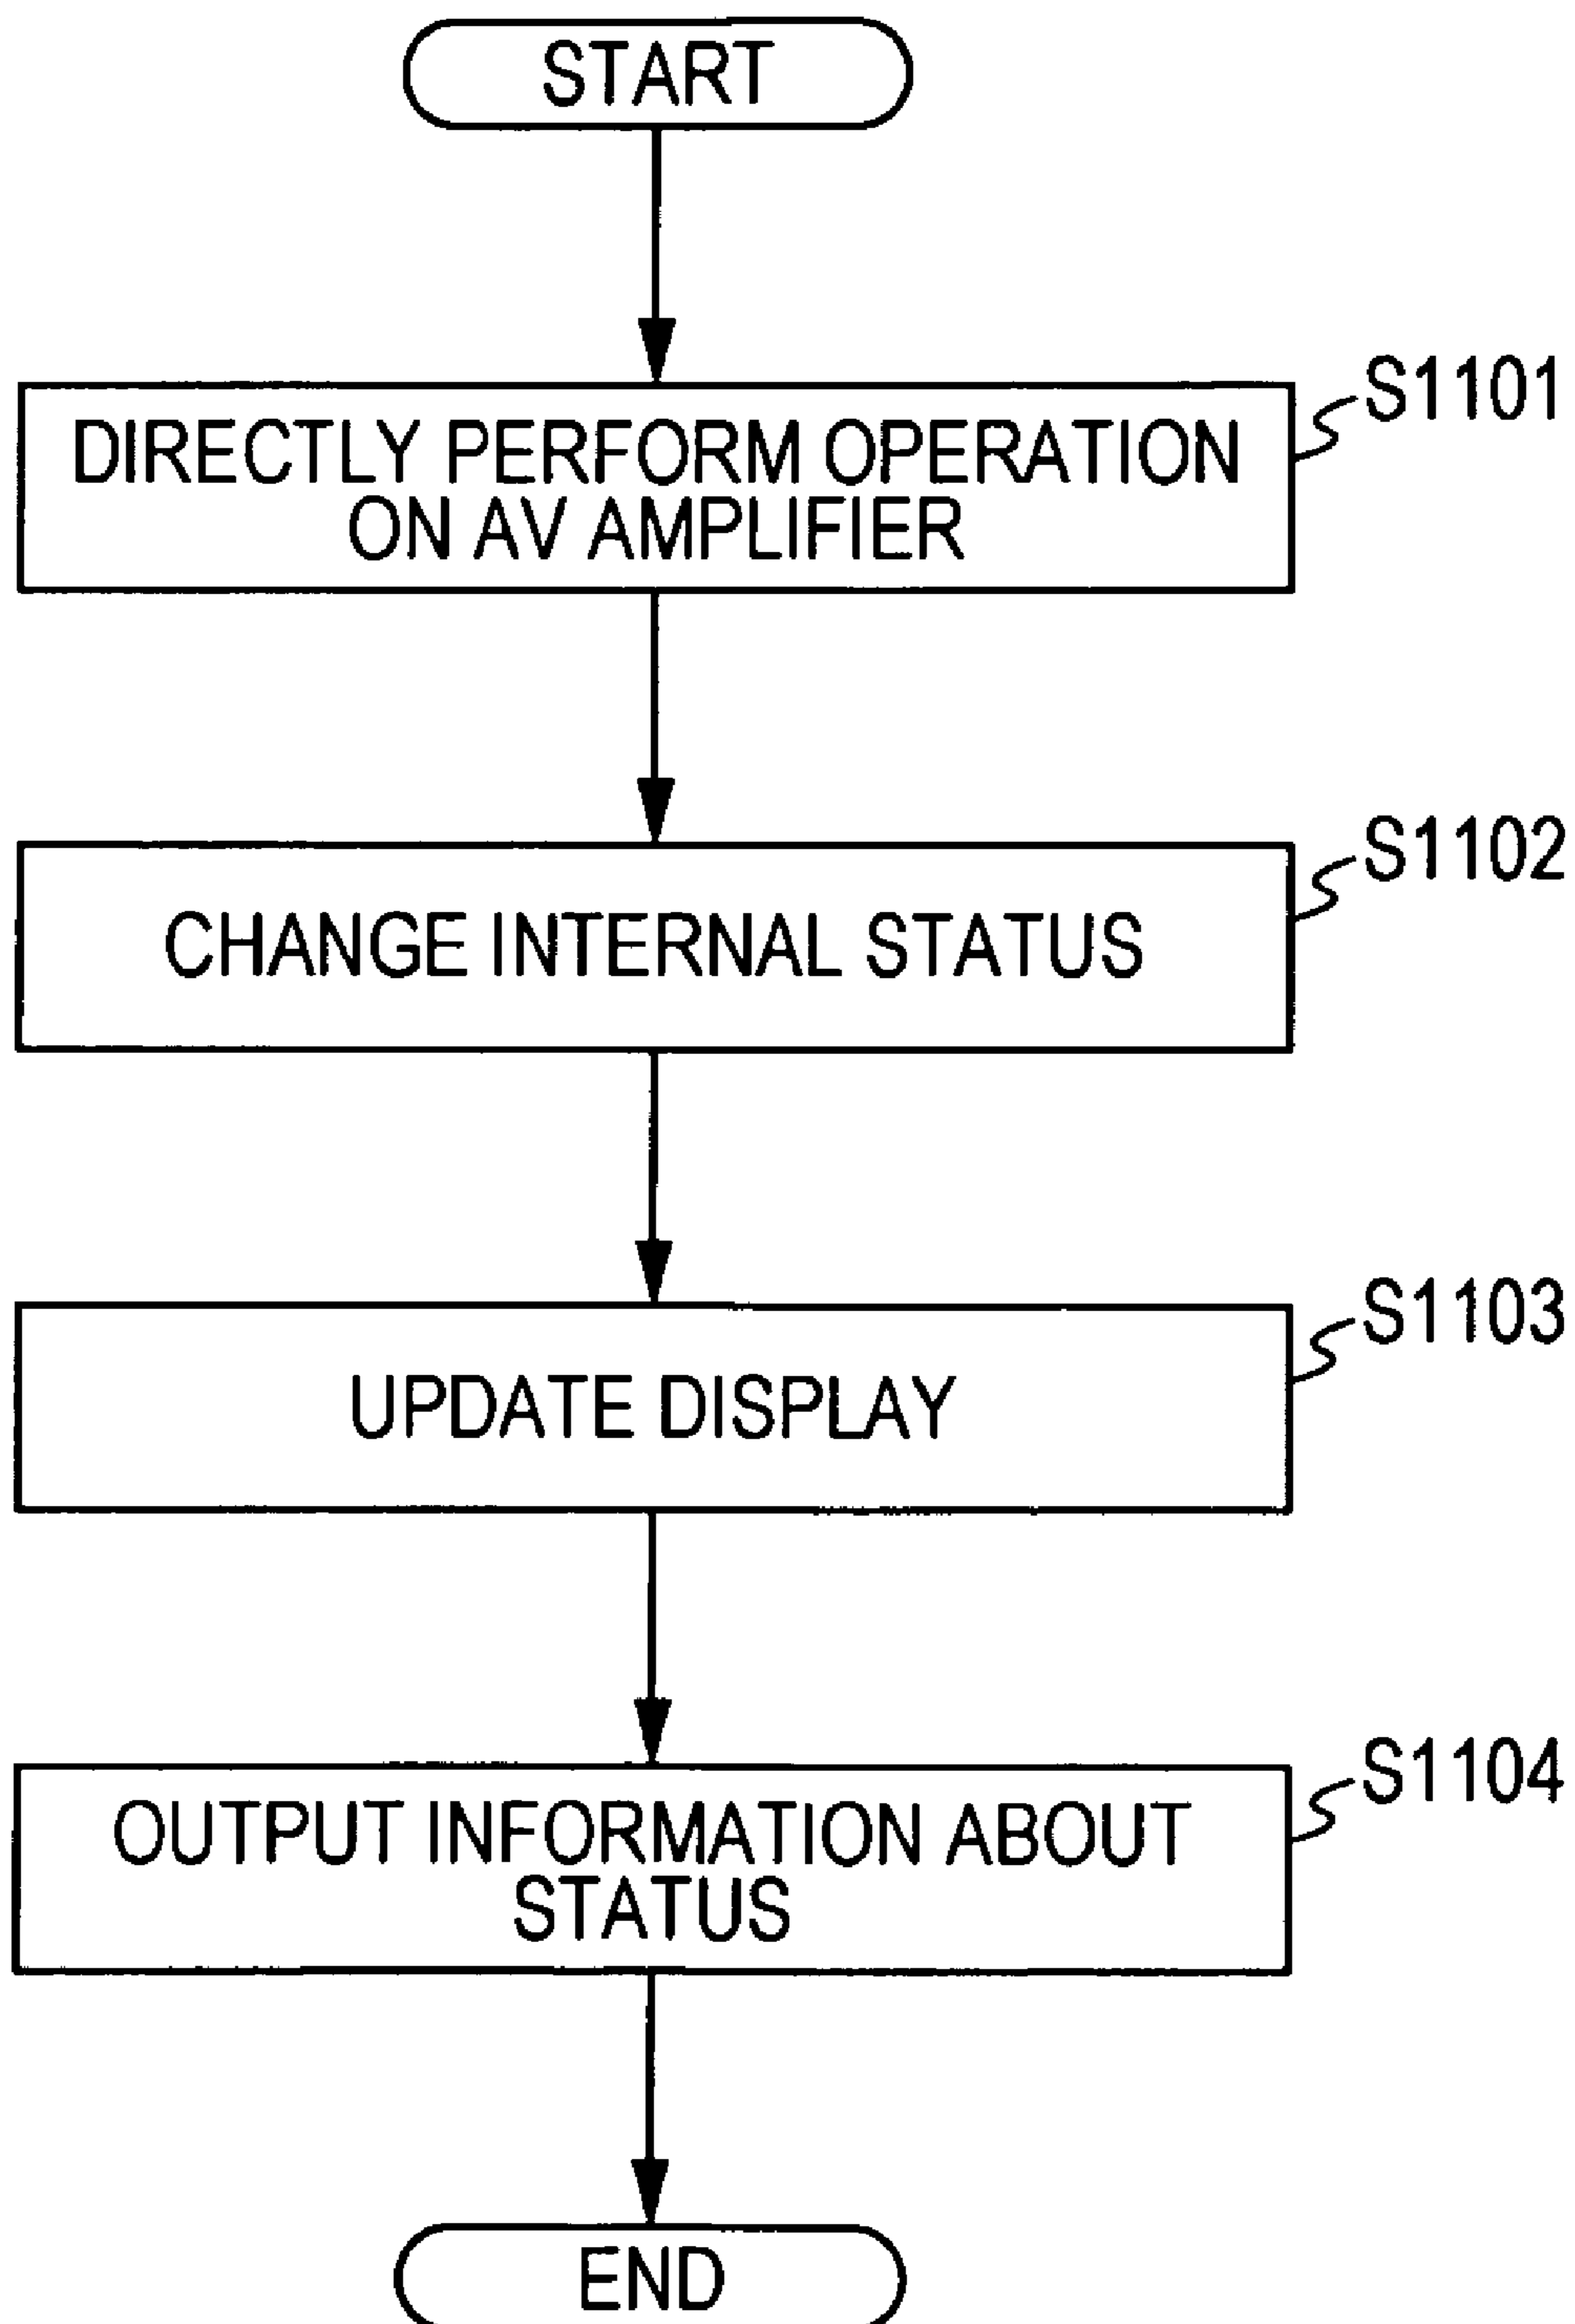 START
S1101
DIRECTLY PERFORM OPERATION
ON AV AMPLIFIER
S1102
CHANGE INTERNAL STATUS
S1103
UPDATE DISPLAY
S1104
OUTPUT INFORMATION ABOUT
STATUS
END